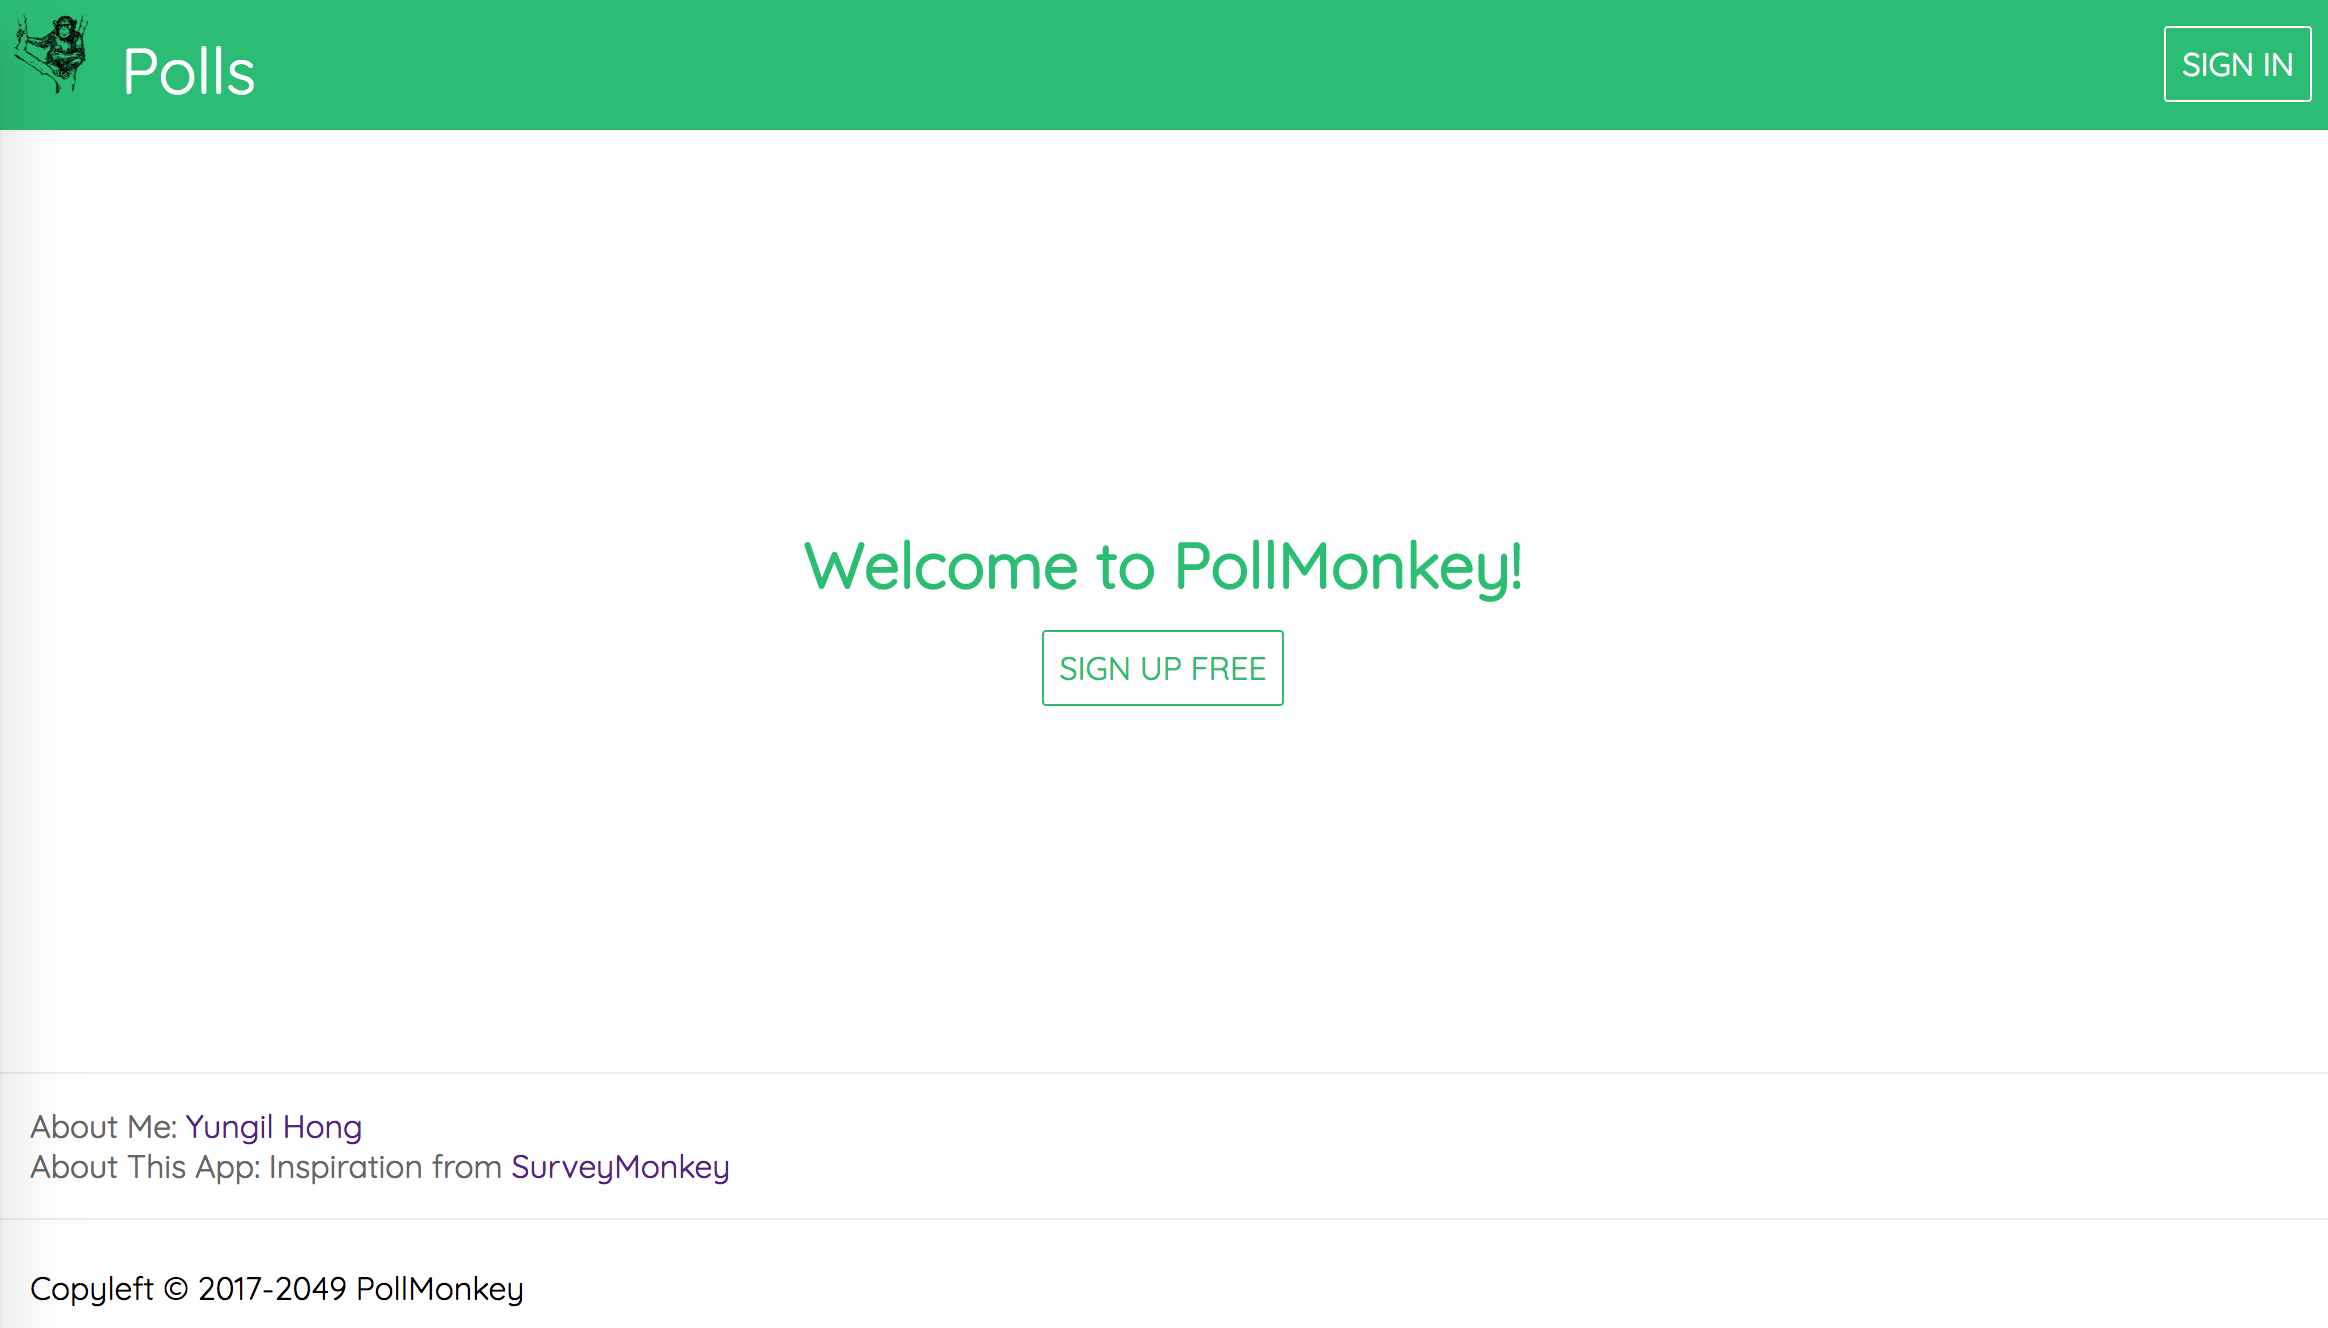 Polls
SIGN IN
Welcome to PollMonkey!
SIGN UP FREE
About Me: Yungil Hong
About This App: Inspiration from SurveyMonkey
Copyleft © 2017-2049 PollMonkey